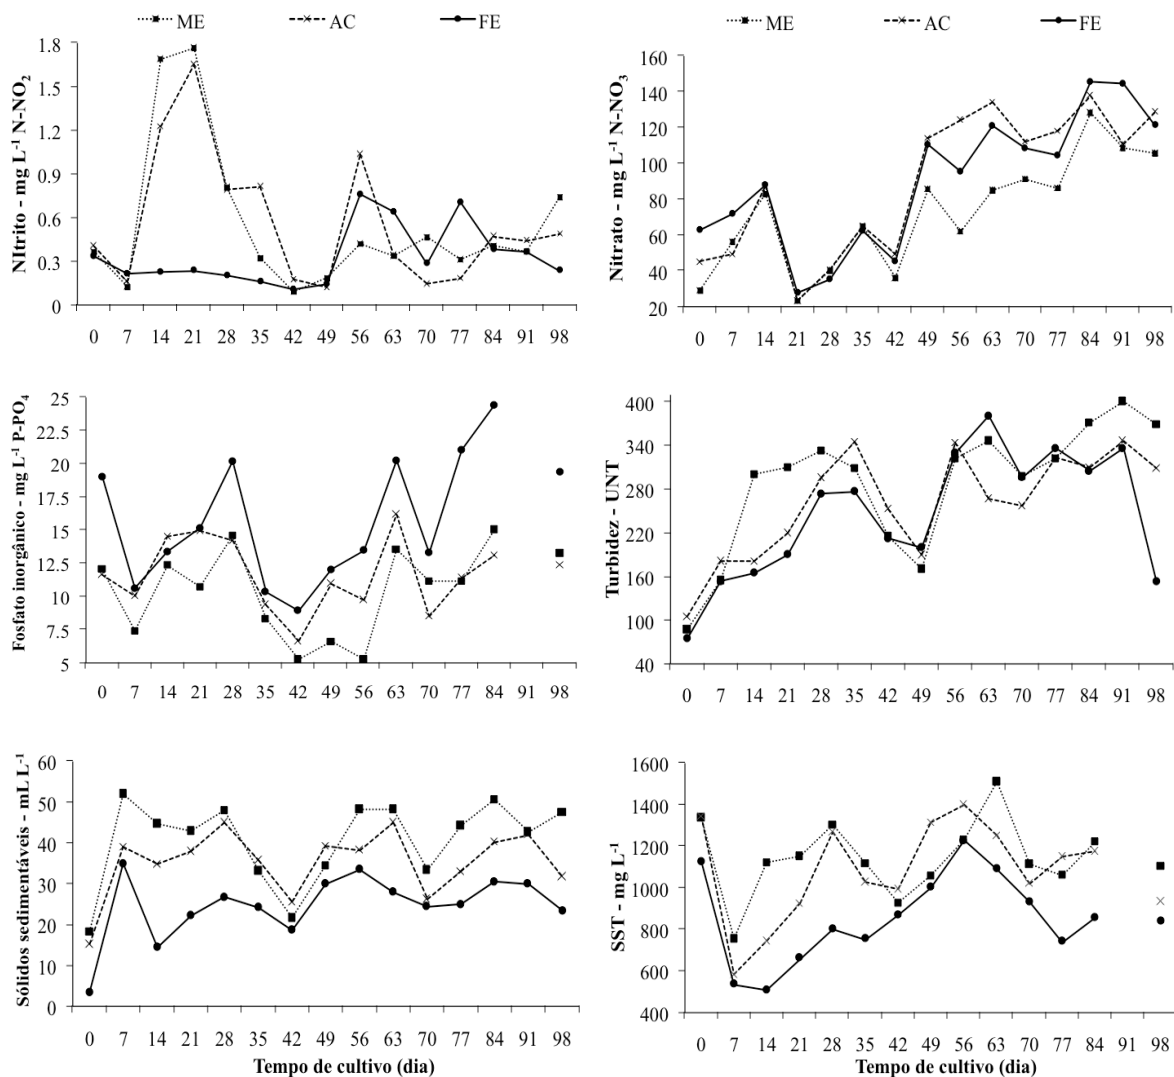 ME AC FE
ME AC FE
Nitrito - mg L⁻¹ N-NO₂
1.8
1.5
1.2
0.9
0.6
0.3
0
0 7 14 21 28 35 42 49 56 63 70 77 84 91 98
Nitrato - mg L⁻¹ N-NO₃
160
140
120
100
80
60
40
20
0 7 14 21 28 35 42 49 56 63 70 77 84 91 98
Fosfato inorgânico - mg L⁻¹ P-PO₄
25
22.5
20
17.5
15
12.5
10
7.5
5
0 7 14 21 28 35 42 49 56 63 70 77 84 91 98
Turbidez - UNT
400
340
280
220
160
100
40
0 7 14 21 28 35 42 49 56 63 70 77 84 91 98
Sólidos sedimentáveis - mL L⁻¹
60
50
40
30
20
10
0
0 7 14 21 28 35 42 49 56 63 70 77 84 91 98
Tempo de cultivo (dia)
SST - mg L⁻¹
1600
1400
1200
1000
800
600
400
0 7 14 21 28 35 42 49 56 63 70 77 84 91 98
Tempo de cultivo (dia)